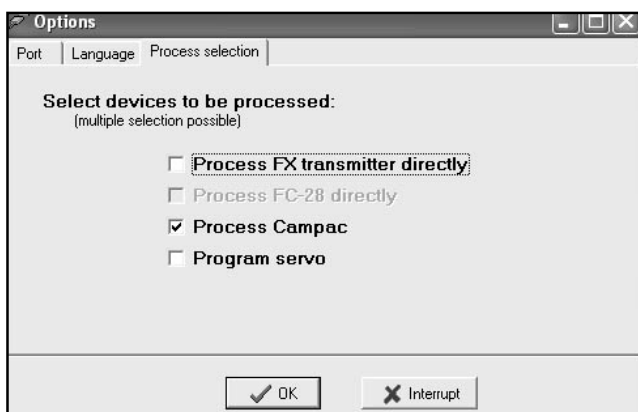 Options
Port Language Process selection
Select devices to be processed:
(multiple selection possible)
Process FX transmitter directly
Process FC-28 directly
Process Campac
Program servo
OK Interrupt